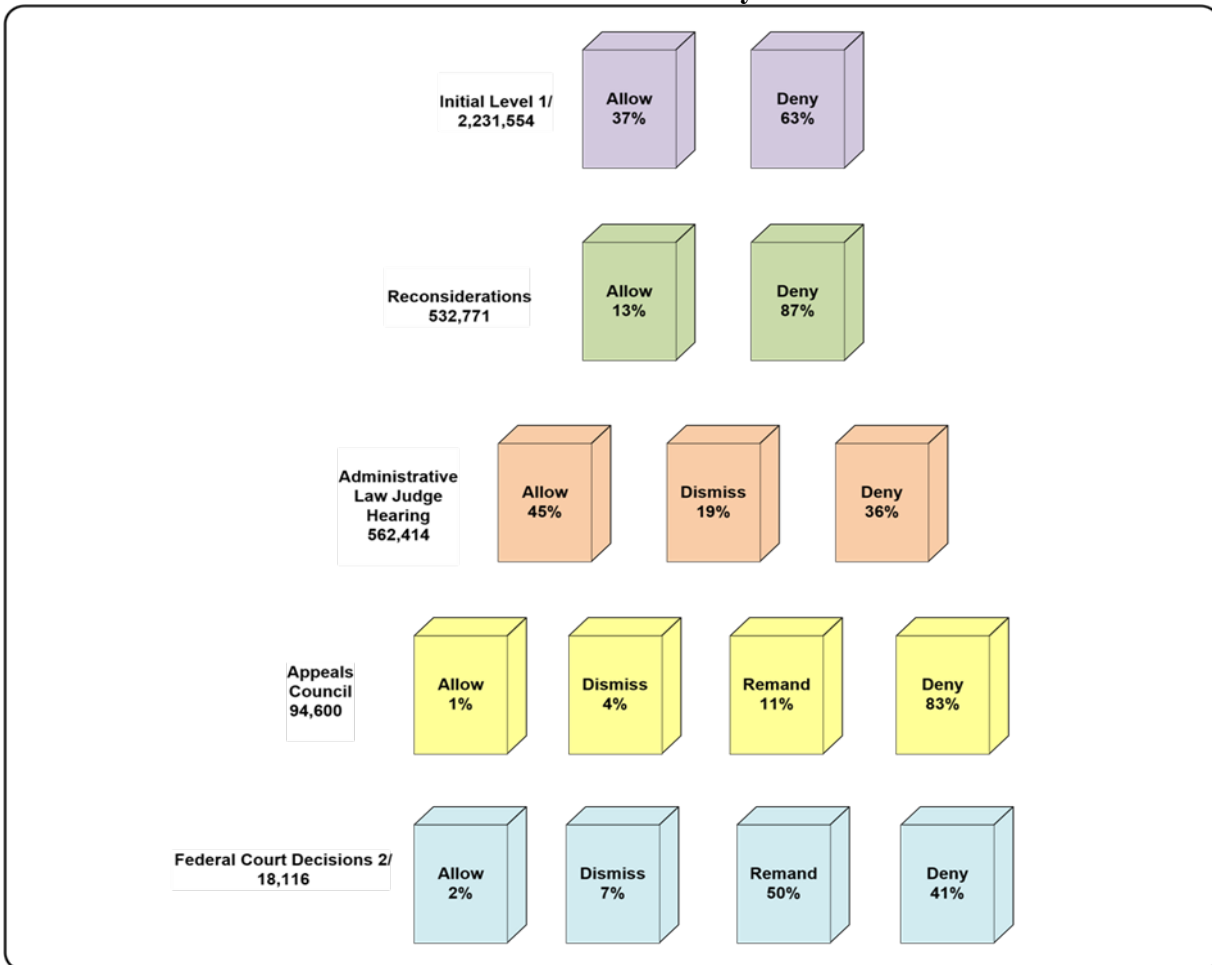 Initial Level 1/
2,231,554
Allow
37%
Deny
63%
Reconsiderations
532,771
Allow
13%
Deny
87%
Administrative
Law Judge
Hearing
562,414
Allow
45%
Dismiss
19%
Deny
36%
Appeals
Council
94,600
Allow
1%
Dismiss
4%
Remand
11%
Deny
83%
Federal Court Decisions 2/
18,116
Allow
2%
Dismiss
7%
Remand
50%
Deny
41%